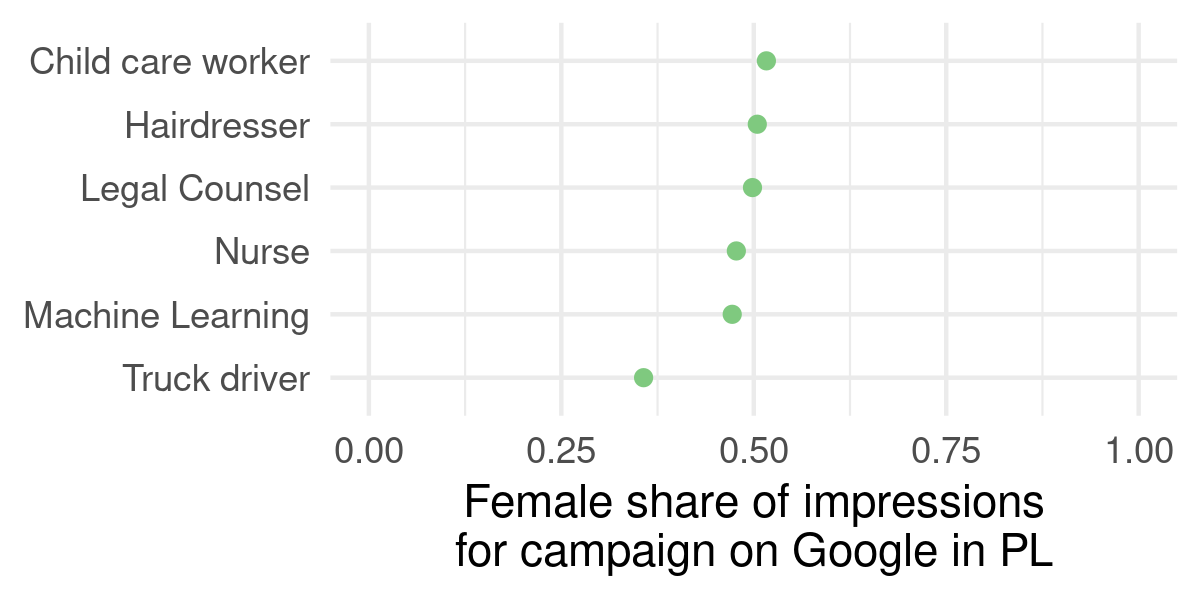 Child care worker
Hairdresser
Legal Counsel
Nurse
Machine Learning
Truck driver
0.00 0.25 0.50 0.75 1.00
Female share of impressions
for campaign on Google in PL